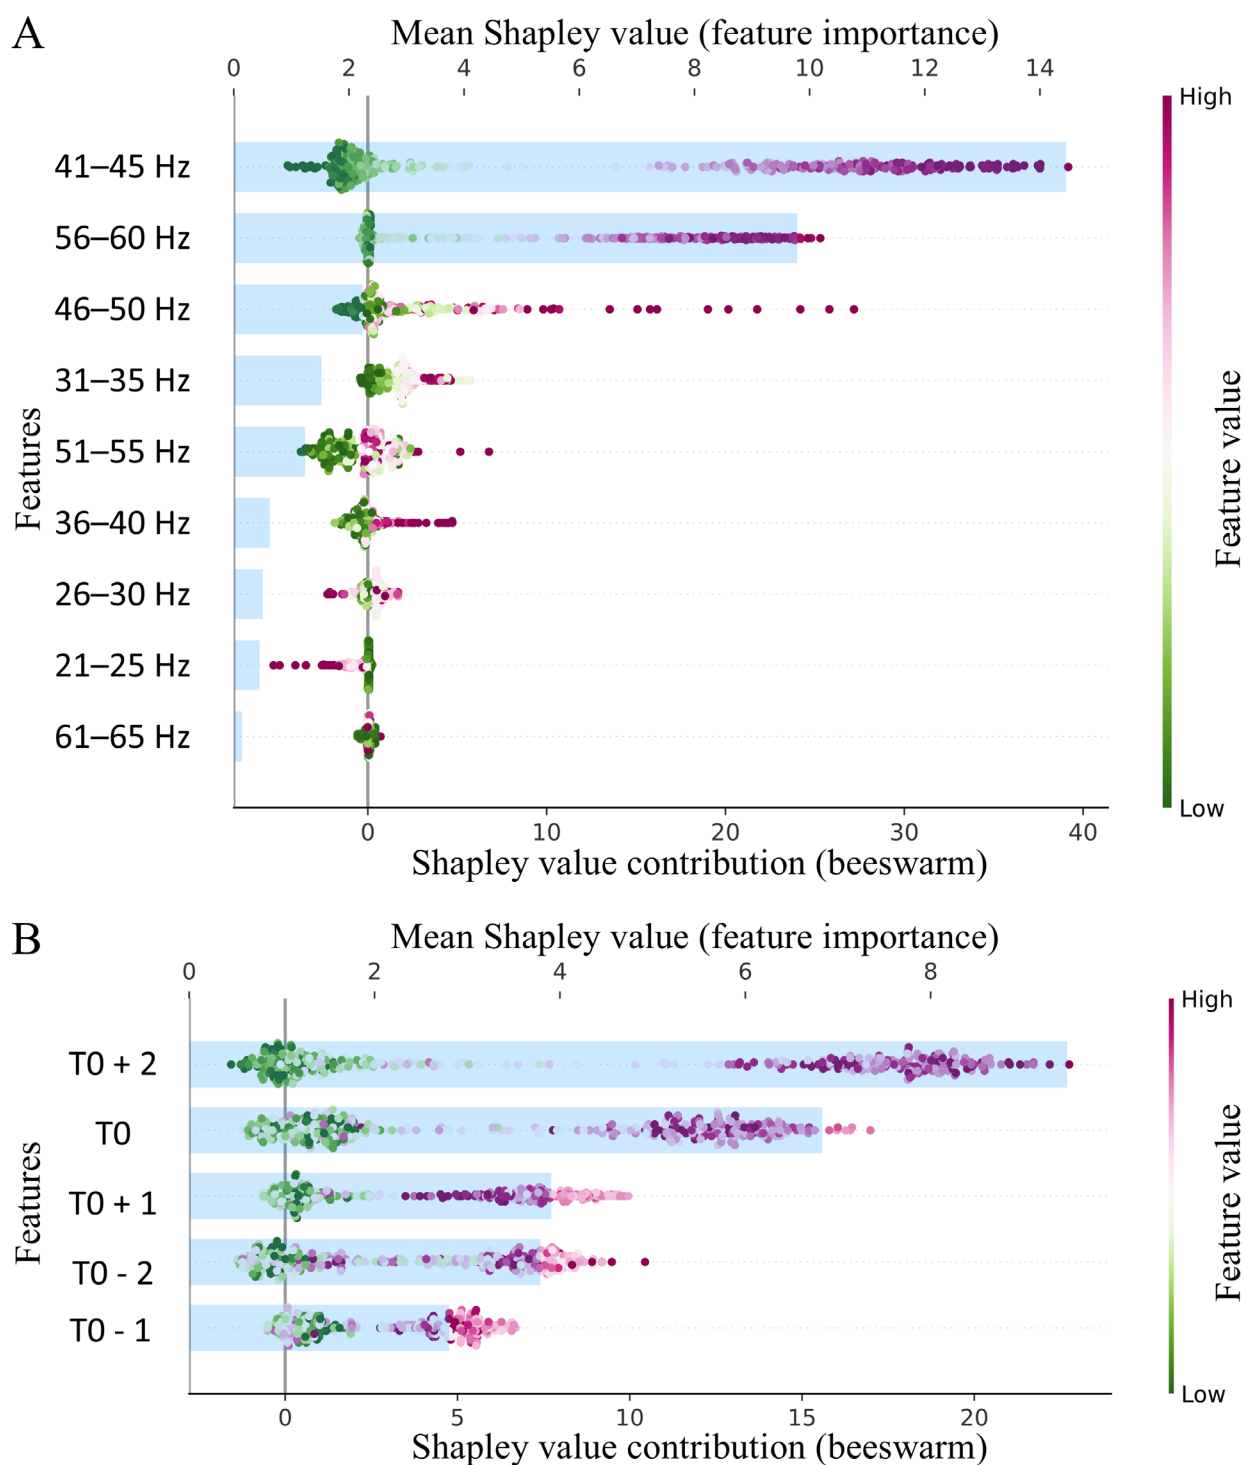 A
Mean Shapley value (feature importance)
0 2 4 6 8 10 12 14
High
41–45 Hz
56–60 Hz
46–50 Hz
31–35 Hz
51–55 Hz
36–40 Hz
26–30 Hz
21–25 Hz
61–65 Hz
Features
Feature value
Low
0 10 20 30 40
Shapley value contribution (beeswarm)
B
Mean Shapley value (feature importance)
0 2 4 6 8
High
T0 + 2
T0
T0 + 1
T0 - 2
T0 - 1
Features
Feature value
Low
0 5 10 15 20
Shapley value contribution (beeswarm)